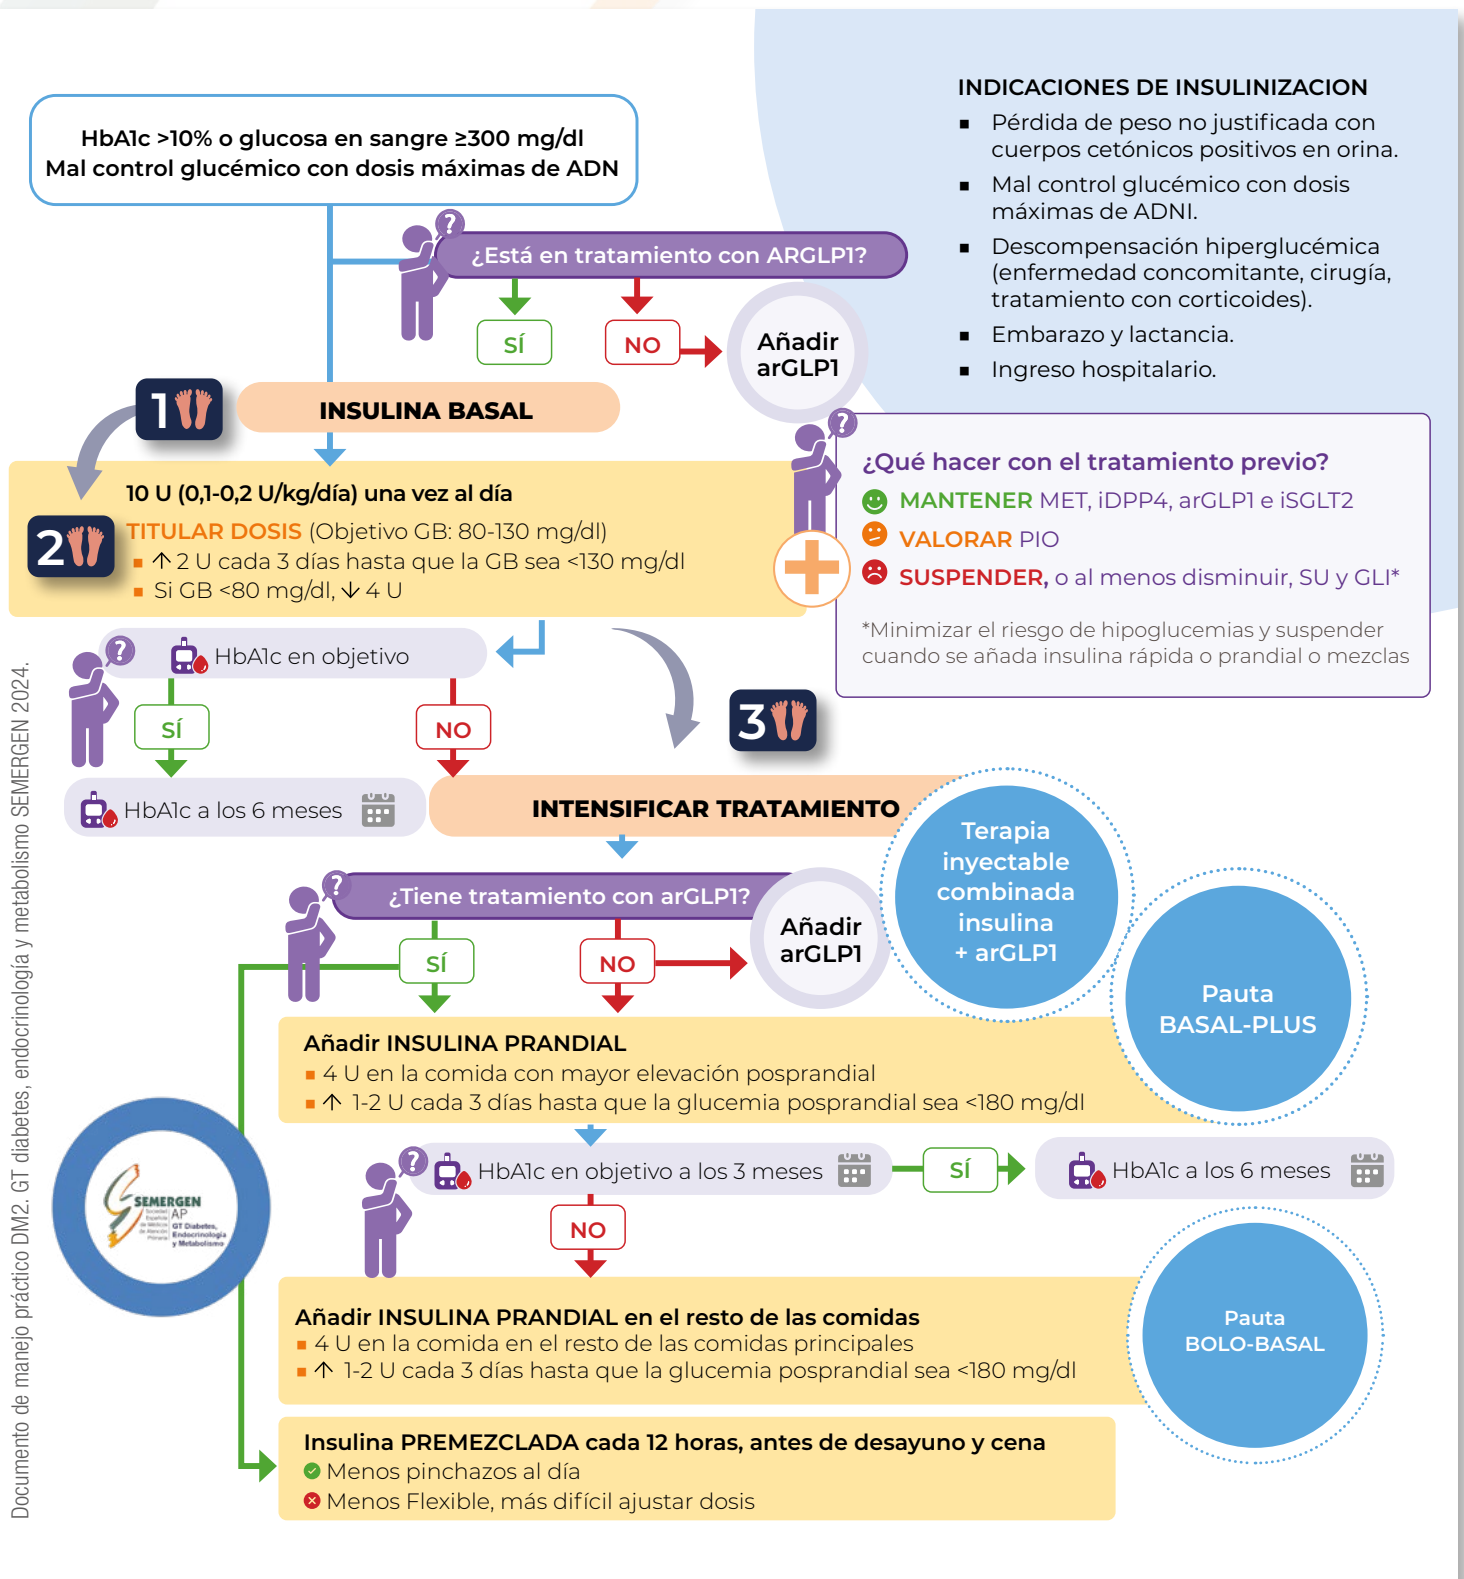 HbA1c >10% o glucosa en sangre ≥300 mg/dl
Mal control glucémico con dosis máximas de ADN
INDICACIONES DE INSULINIZACION
▪ Pérdida de peso no justificada con
cuerpos cetónicos positivos en orina.
▪ Mal control glucémico con dosis
máximas de ADNI.
▪ Descompensación hiperglucémica
(enfermedad concomitante, cirugía,
tratamiento con corticoides).
▪ Embarazo y lactancia.
▪ Ingreso hospitalario.
?
¿Está en tratamiento con ARGLP1?
SÍ
NO
Añadir
arGLP1
1
INSULINA BASAL
2
10 U (0,1-0,2 U/kg/día) una vez al día
TITULAR DOSIS (Objetivo GB: 80-130 mg/dl)
▪ ↑ 2 U cada 3 días hasta que la GB sea <130 mg/dl
▪ Si GB <80 mg/dl, ↓ 4 U
?
¿Qué hacer con el tratamiento previo?
MANTENER MET, iDPP4, arGLP1 e iSGLT2
VALORAR PIO
SUSPENDER, o al menos disminuir, SU y GLI*
*Minimizar el riesgo de hipoglucemias y suspender
cuando se añada insulina rápida o prandial o mezclas
?
HbA1c en objetivo
SÍ
NO
3
HbA1c a los 6 meses
INTENSIFICAR TRATAMIENTO
Terapia
inyectable
combinada
insulina
+ arGLP1
?
¿Tiene tratamiento con arGLP1?
SÍ
NO
Añadir
arGLP1
Pauta
BASAL-PLUS
Añadir INSULINA PRANDIAL
▪ 4 U en la comida con mayor elevación posprandial
▪ ↑ 1-2 U cada 3 días hasta que la glucemia posprandial sea <180 mg/dl
?
HbA1c en objetivo a los 3 meses
SÍ
HbA1c a los 6 meses
NO
SEMERGEN
AP
Sociedad
Española
de Médicos
de Atención
Primaria
GT Diabetes,
Endocrinología
y Metabolismo
Añadir INSULINA PRANDIAL en el resto de las comidas
▪ 4 U en la comida en el resto de las comidas principales
▪ ↑ 1-2 U cada 3 días hasta que la glucemia posprandial sea <180 mg/dl
Pauta
BOLO-BASAL
Insulina PREMEZCLADA cada 12 horas, antes de desayuno y cena
Menos pinchazos al día
Menos Flexible, más difícil ajustar dosis
Documento de manejo práctico DM2. GT diabetes, endocrinología y metabolismo SEMERGEN 2024.